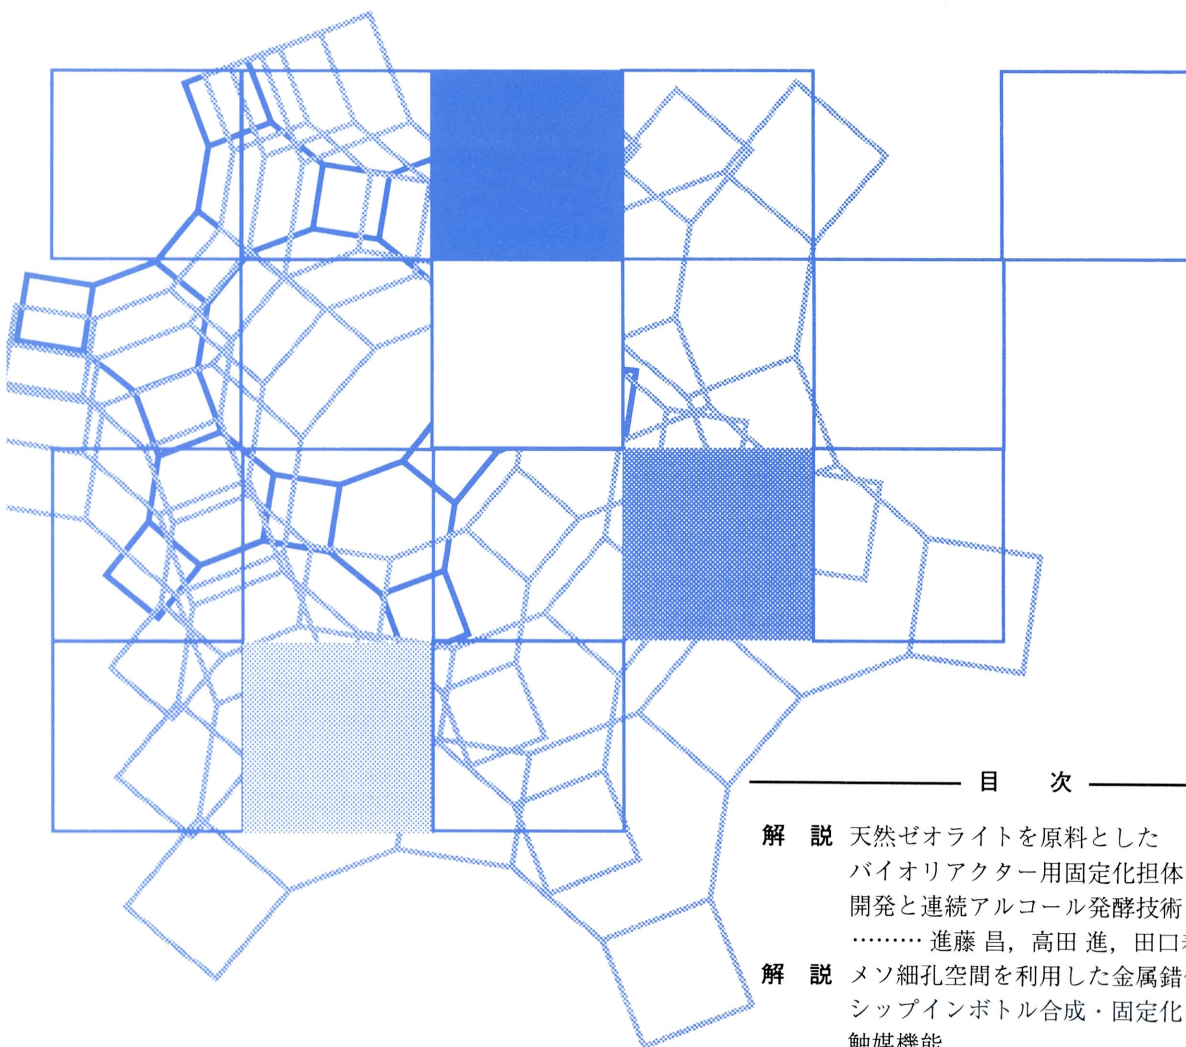 目 次
解 説 天然ゼオライトを原料とした
バイオリアクター用固定化担体
開発と連続アルコール発酵技術
……… 進藤 昌，高田 進，田口
解 説 メソ細孔空間を利用した金属錯
シップインボトル合成・固定化
触媒機能